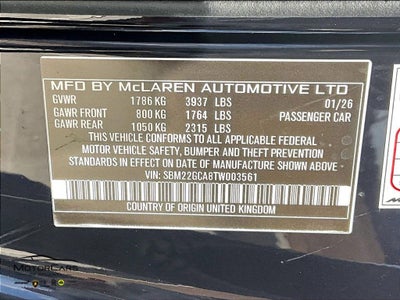 MFD BY McLAREN AUTOMOTIVE LTD
GVWR 1786 KG 3937 LBS 01/26
GAWR FRONT 800 KG 1764 LBS PASSENGER CAR
GAWR REAR 1050 KG 2315 LBS
THIS VEHICLE CONFORMS TO ALL APPLICABLE FEDERAL
MOTOR VEHICLE SAFETY, BUMPER AND THEFT PREVENTION
STANDARDS IN EFFECT ON THE DATE OF MANUFACTURE SHOWN ABOVE.
VIN: SBM22GCA8TW003561
COUNTRY OF ORIGIN UNITED KINGDOM
MOTORCARS